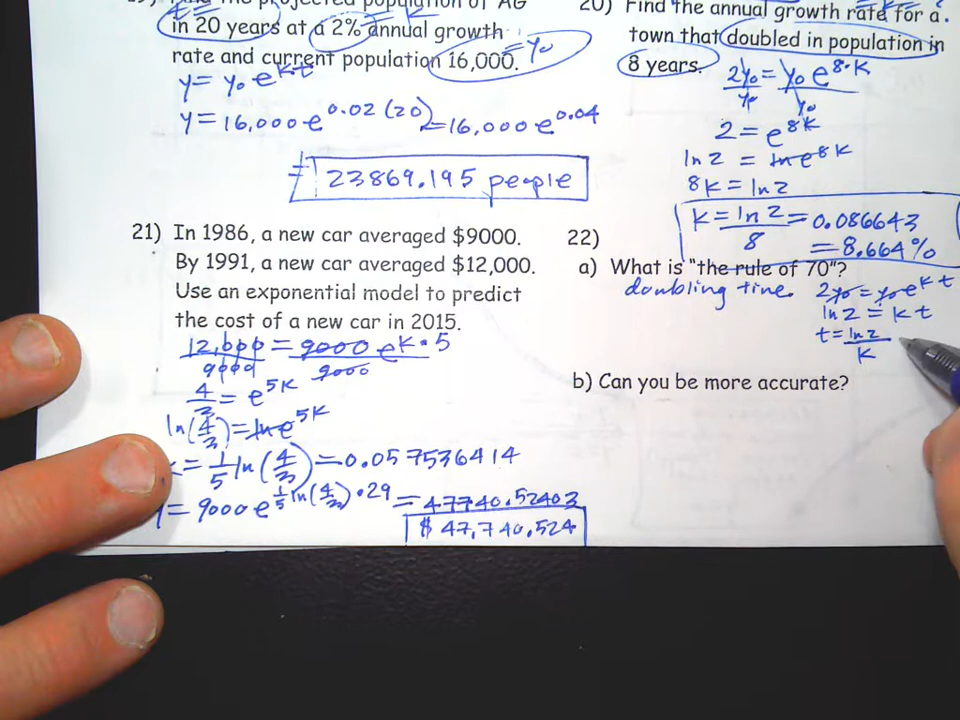 projected population of AG
in 20 years at a 2% annual growth
rate and current population 16,000. = y₀
y = y₀ e^(kt)
y = 16,000 e^(0.02(20)) = 16,000 e^(0.04)
= 23869.195 people
20) Find the annual growth rate for a
town that doubled in population in
8 years.
2y₀ = y₀ e^(8·k)
y₀ y₀
2 = e^(8k)
ln 2 = ln e^(8k)
8k = ln 2
k = ln 2 / 8 = 0.086643
= 8.664%
21) In 1986, a new car averaged $9000.
By 1991, a new car averaged $12,000.
Use an exponential model to predict
the cost of a new car in 2015.
12,000 / 9000 = 9000 e^(k·5) / 9000
4/3 = e^(5k)
ln(4/3) = ln e^(5k)
k = 1/5 ln(4/3) = 0.057536414
y = 9000 e^(1/5 ln(4/3)·29) = 47740.52403
$ 47,740.524
22)
a) What is "the rule of 70"?
doubling time. 2y₀ = y₀ e^(kt)
ln 2 = kt
t = ln 2 / k
b) Can you be more accurate?